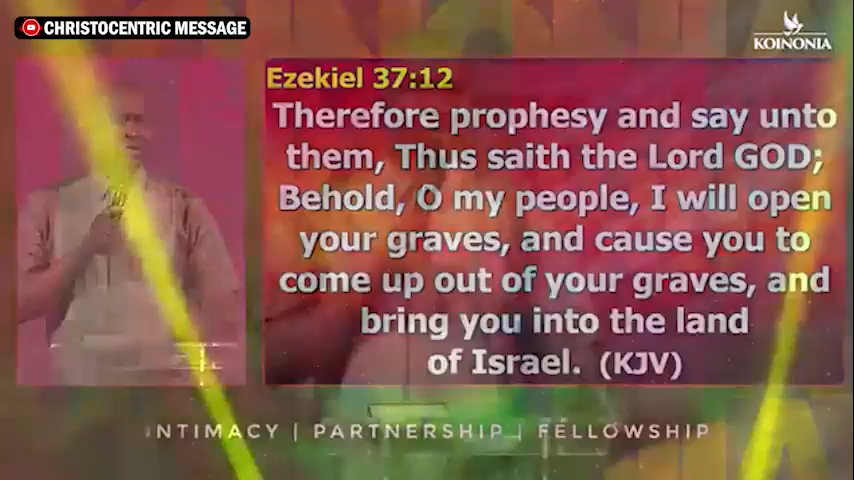 CHRISTOCENTRIC MESSAGE
KOINONIA
Ezekiel 37:12
Therefore prophesy and say unto
them, Thus saith the Lord GOD;
Behold, O my people, I will open
your graves, and cause you to
come up out of your graves, and
bring you into the land
of Israel. (KJV)
INTIMACY | PARTNERSHIP | FELLOWSHIP